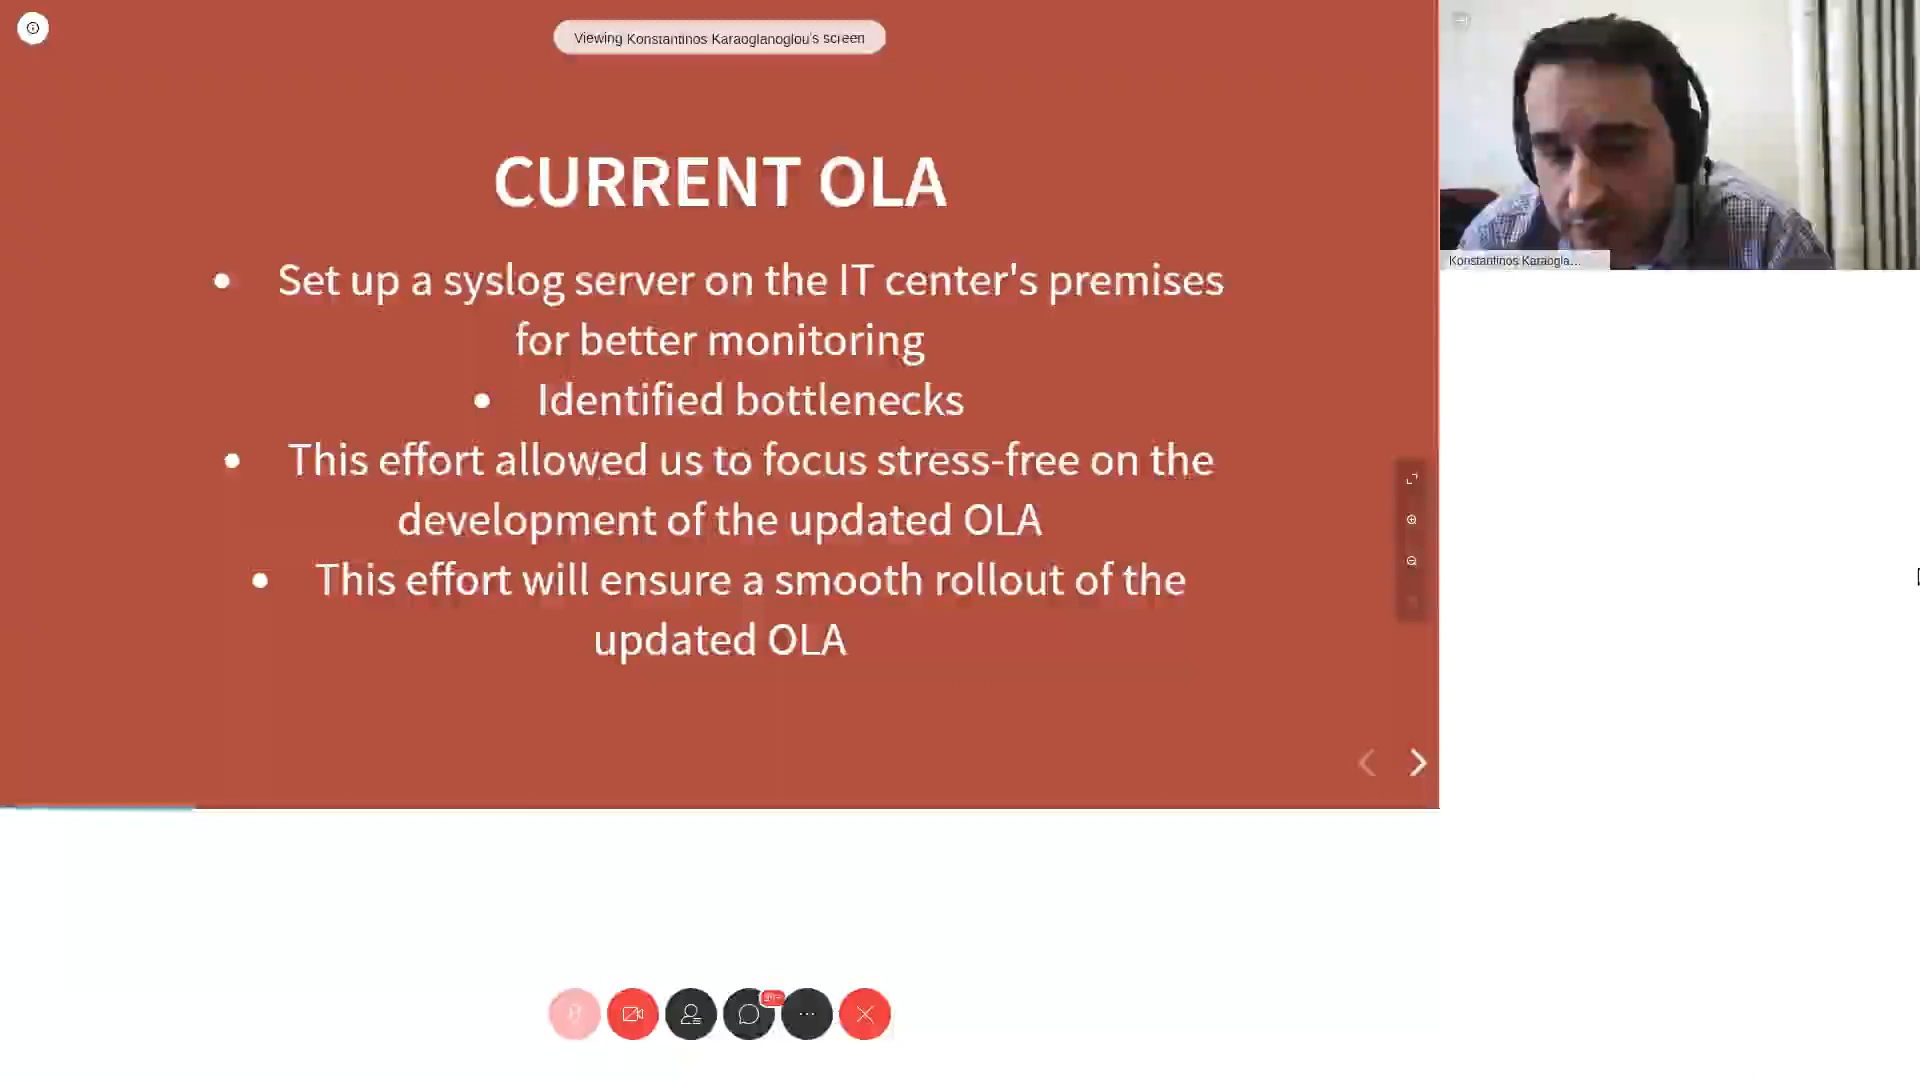 Viewing Konstantinos Karaoglanoglou's screen
CURRENT OLA
• Set up a syslog server on the IT center's premises
for better monitoring
• Identified bottlenecks
• This effort allowed us to focus stress-free on the
development of the updated OLA
• This effort will ensure a smooth rollout of the
updated OLA
Konstantinos Karaogla...